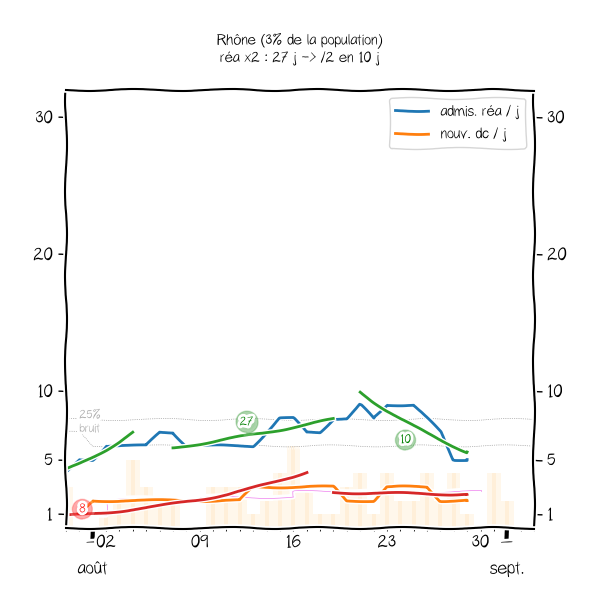 Rhône (3% de la population)
réa x2 : 27 j -> /2 en 10 j
admis. réa / j
nouv. dc / j
30 30
20 20
10 10
25%
bruit
27
10
5 5
8
1 1
02 09 16 23 30
août sept.